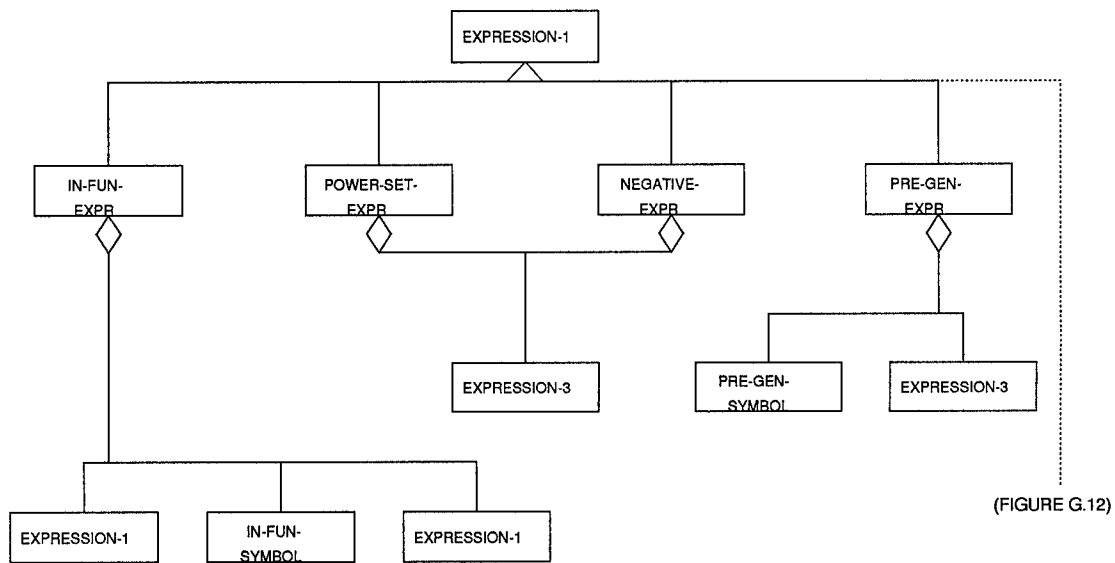 EXPRESSION-1
IN-FUN-
EXPR
POWER-SET-
EXPR
NEGATIVE-
EXPR
PRE-GEN-
EXPR
EXPRESSION-3
PRE-GEN-
SYMBOL
EXPRESSION-3
EXPRESSION-1
IN-FUN-
SYMBOL
EXPRESSION-1
(FIGURE G.12)